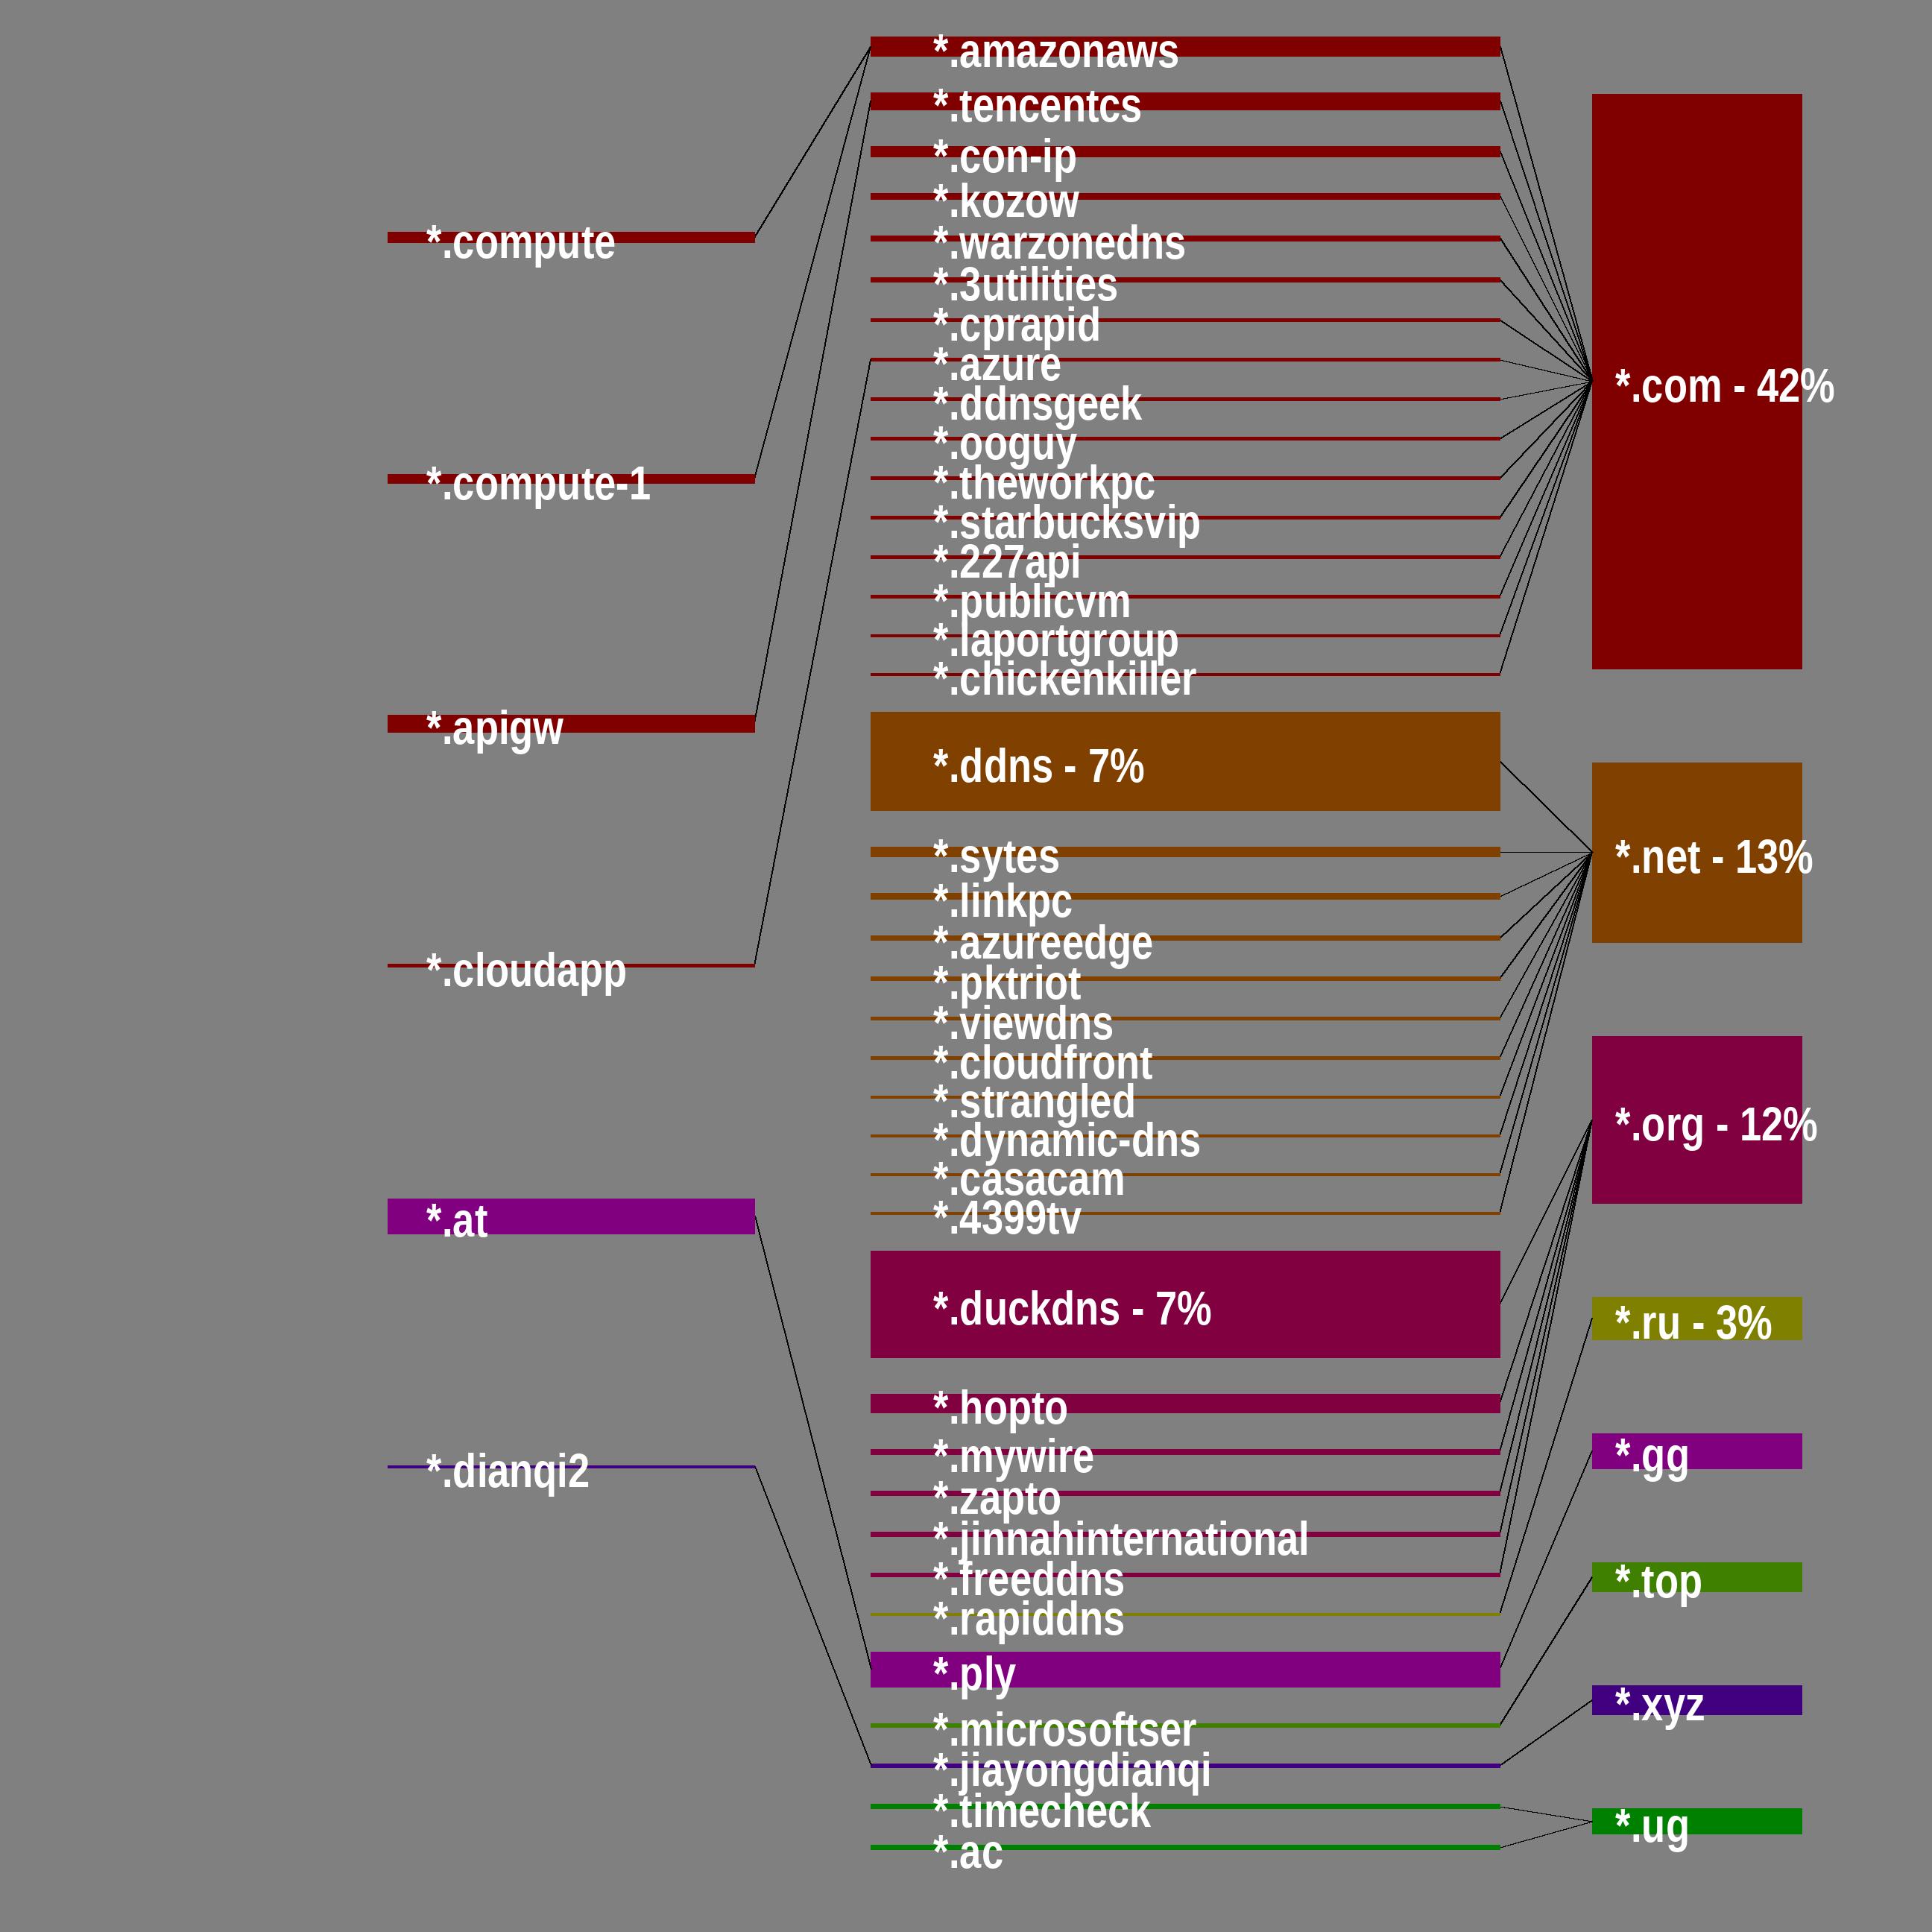 *.compute
*.compute-1
*.apigw
*.cloudapp
*.at
*.dianqi2
*.amazonaws
*.tencentcs
*.con-ip
*.kozow
*.warzonedns
*.3utilities
*.cprapid
*.azure
*.ddnsgeek
*.ooguy
*.theworkpc
*.starbucksvip
*.227api
*.publicvm
*.laportgroup
*.chickenkiller
*.ddns - 7%
*.sytes
*.linkpc
*.azureedge
*.pktriot
*.viewdns
*.cloudfront
*.strangled
*.dynamic-dns
*.casacam
*.4399tv
*.duckdns - 7%
*.hopto
*.mywire
*.zapto
*.jinnahinternational
*.freeddns
*.rapiddns
*.ply
*.microsoftser
*.jiayongdianqi
*.timecheck
*.ac
*.com - 42%
*.net - 13%
*.org - 12%
*.ru - 3%
*.gg
*.top
*.xyz
*.ug